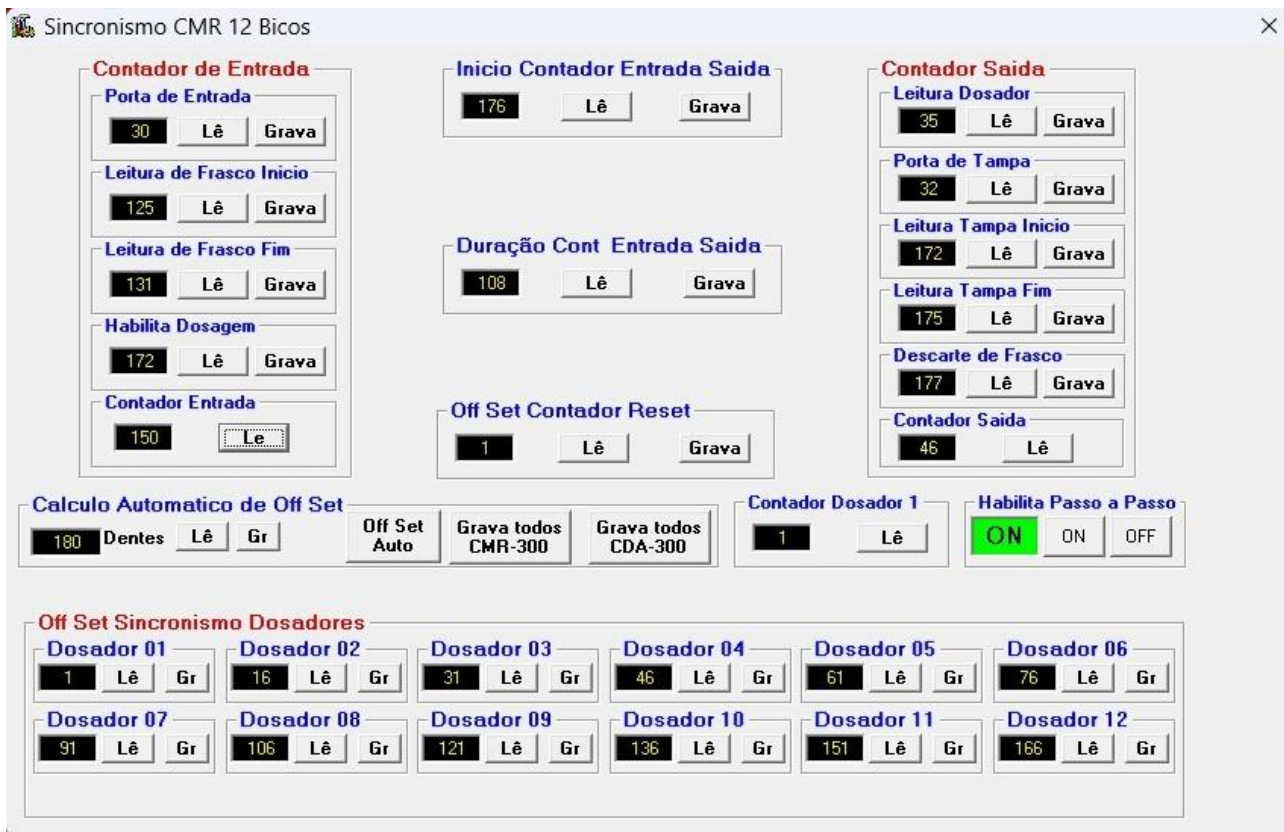 Sincronismo CMR 12 Bicos
Contador de Entrada
Porta de Entrada
30 Lê Grava
Leitura de Frasco Inicio
125 Lê Grava
Leitura de Frasco Fim
131 Lê Grava
Habilita Dosagem
172 Lê Grava
Contador Entrada
150 Le
Inicio Contador Entrada Saida
176 Lê Grava
Duração Cont Entrada Saida
108 Lê Grava
Off Set Contador Reset
1 Lê Grava
Contador Saida
Leitura Dosador
35 Lê Grava
Porta de Tampa
32 Lê Grava
Leitura Tampa Inicio
172 Lê Grava
Leitura Tampa Fim
175 Lê Grava
Descarte de Frasco
177 Lê Grava
Contador Saida
46 Lê
Calculo Automatico de Off Set
180 Dentes Lê Gr
Off Set
Auto
Grava todos
CMR-300
Grava todos
CDA-300
Contador Dosador 1
1 Lê
Habilita Passo a Passo
ON ON OFF
Off Set Sincronismo Dosadores
Dosador 01 Dosador 02 Dosador 03 Dosador 04 Dosador 05 Dosador 06
1 Lê Gr 16 Lê Gr 31 Lê Gr 46 Lê Gr 61 Lê Gr 76 Lê Gr
Dosador 07 Dosador 08 Dosador 09 Dosador 10 Dosador 11 Dosador 12
91 Lê Gr 106 Lê Gr 121 Lê Gr 136 Lê Gr 151 Lê Gr 166 Lê Gr